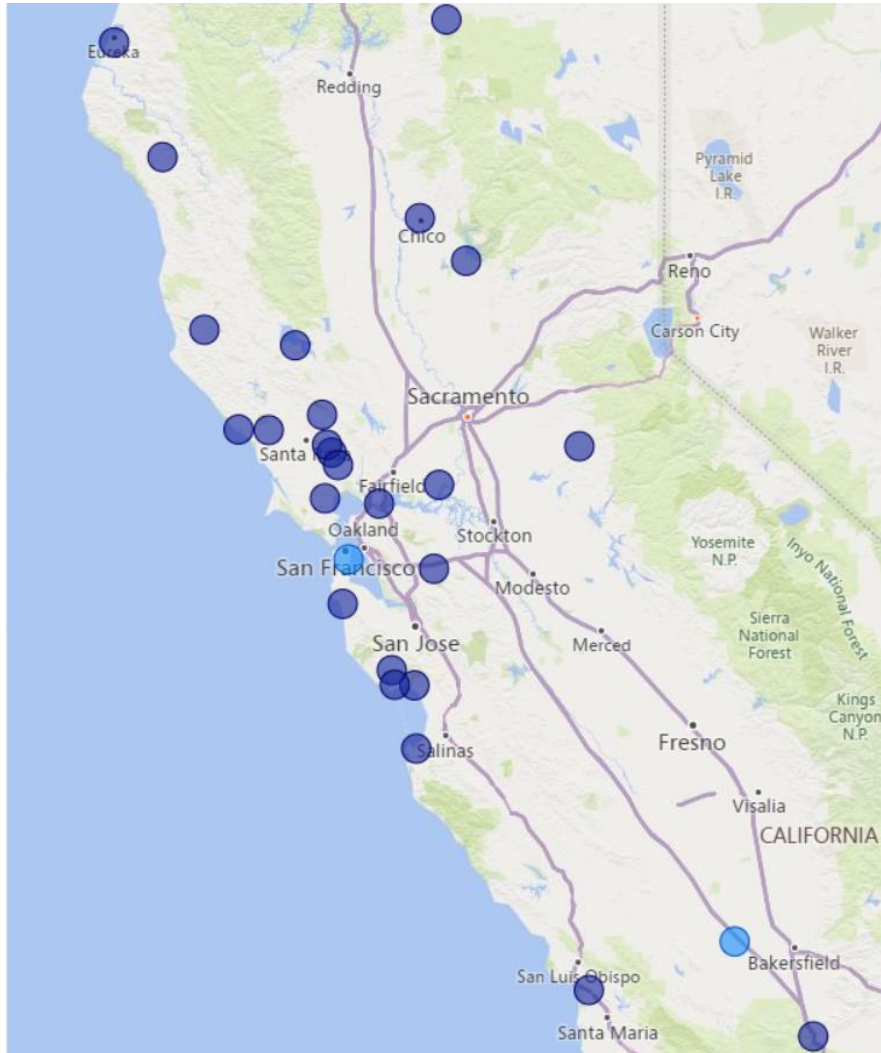 Eureka
Redding
Pyramid
Lake
I.R.
Chico
Reno
Carson City
Walker
River
I.R.
Sacramento
Santa
Fairfield
Oakland
Stockton
San Francisco
Modesto
Yosemite
N.P.
Inyo National Forest
San Jose
Merced
Sierra
National
Forest
Kings
Canyon
N.P.
Salinas
Fresno
Visalia
CALIFORNIA
San Luis Obispo
Bakersfield
Santa Maria